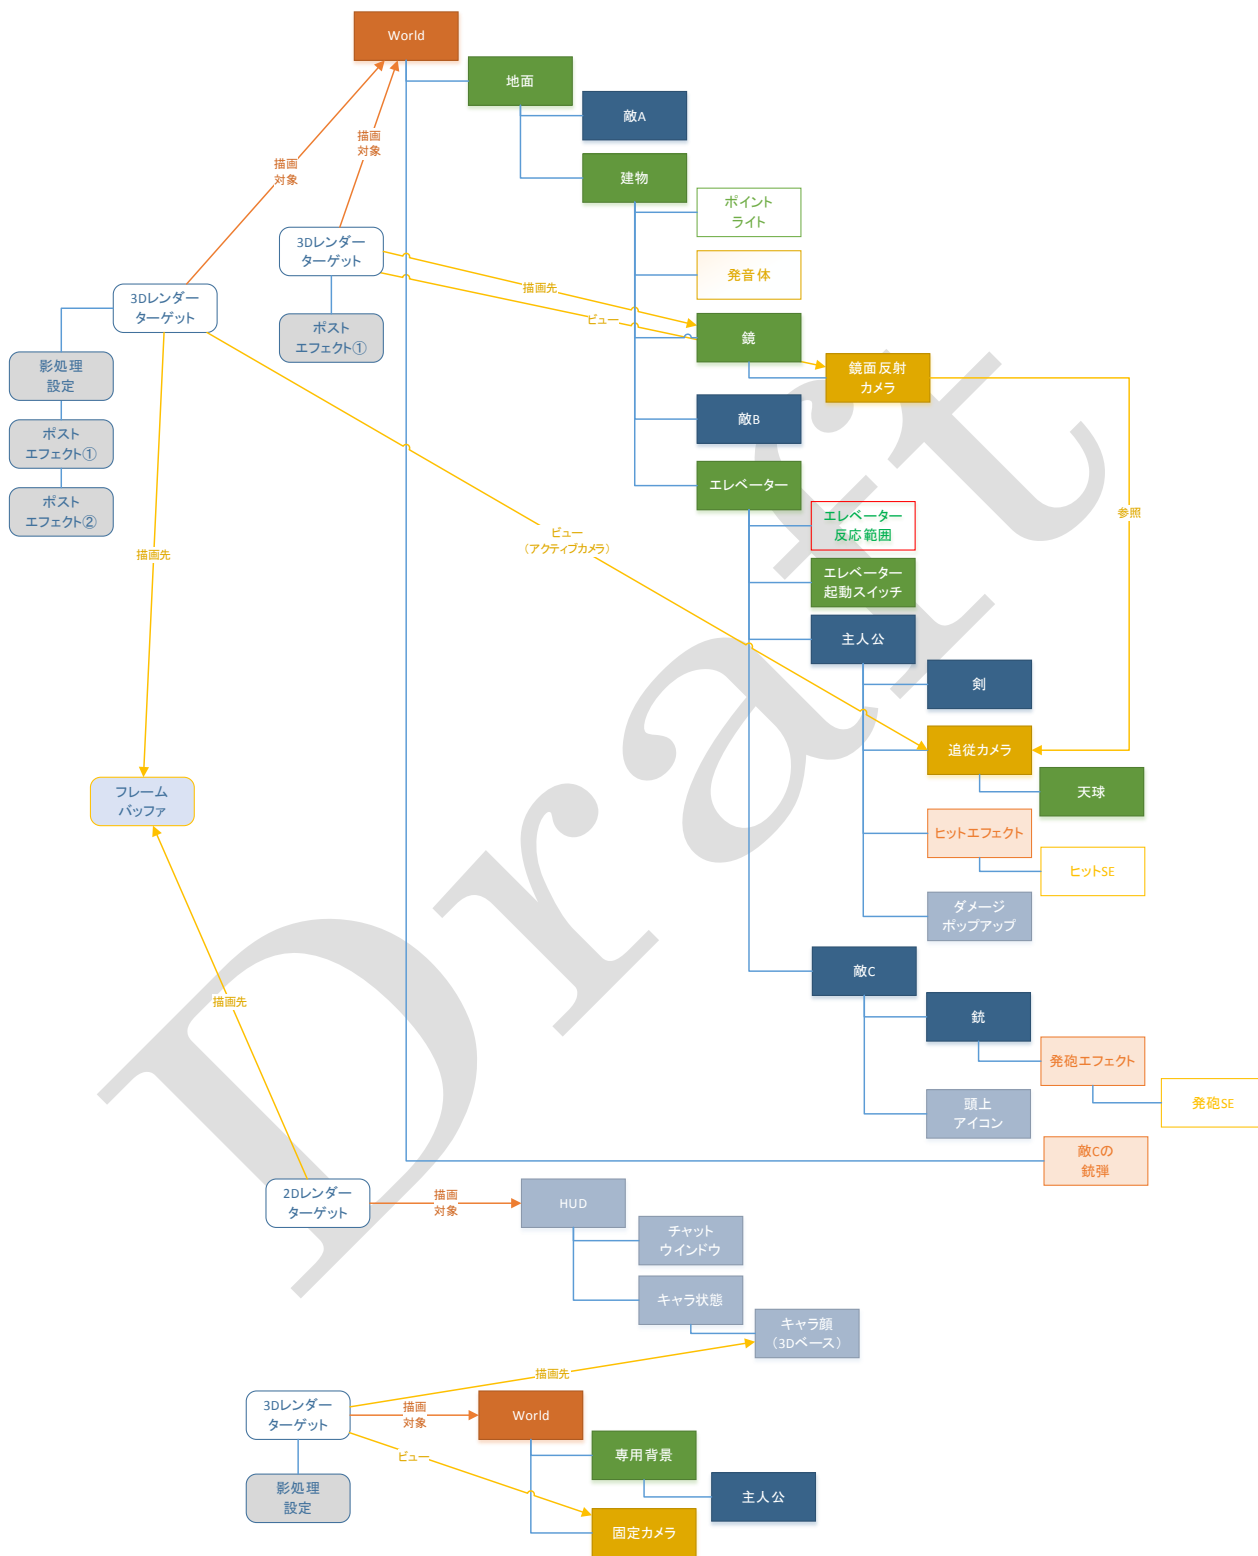 World
地面
敵A
描画
対象
描画
対象
建物
ポイント
ライト
3Dレンダー
ターゲット
発音体
描画先
3Dレンダー
ターゲット
ビュー
ポスト
エフェクト①
鏡
影処理
設定
鏡面反射
カメラ
ポスト
エフェクト①
敵B
ポスト
エフェクト②
エレベーター
エレベーター
反応範囲
参照
ビュー
（アクティブカメラ）
描画先
エレベーター
起動スイッチ
主人公
剣
追従カメラ
天球
フレーム
バッファ
ヒットエフェクト
ヒットSE
ダメージ
ポップアップ
敵C
描画先
銃
発砲エフェクト
発砲SE
頭上
アイコン
敵Cの
銃弾
2Dレンダー
ターゲット
描画
対象
HUD
チャット
ウインドウ
キャラ状態
キャラ顔
（3Dベース）
描画先
3Dレンダー
ターゲット
描画
対象
World
ビュー
専用背景
影処理
設定
主人公
固定カメラ
Draft